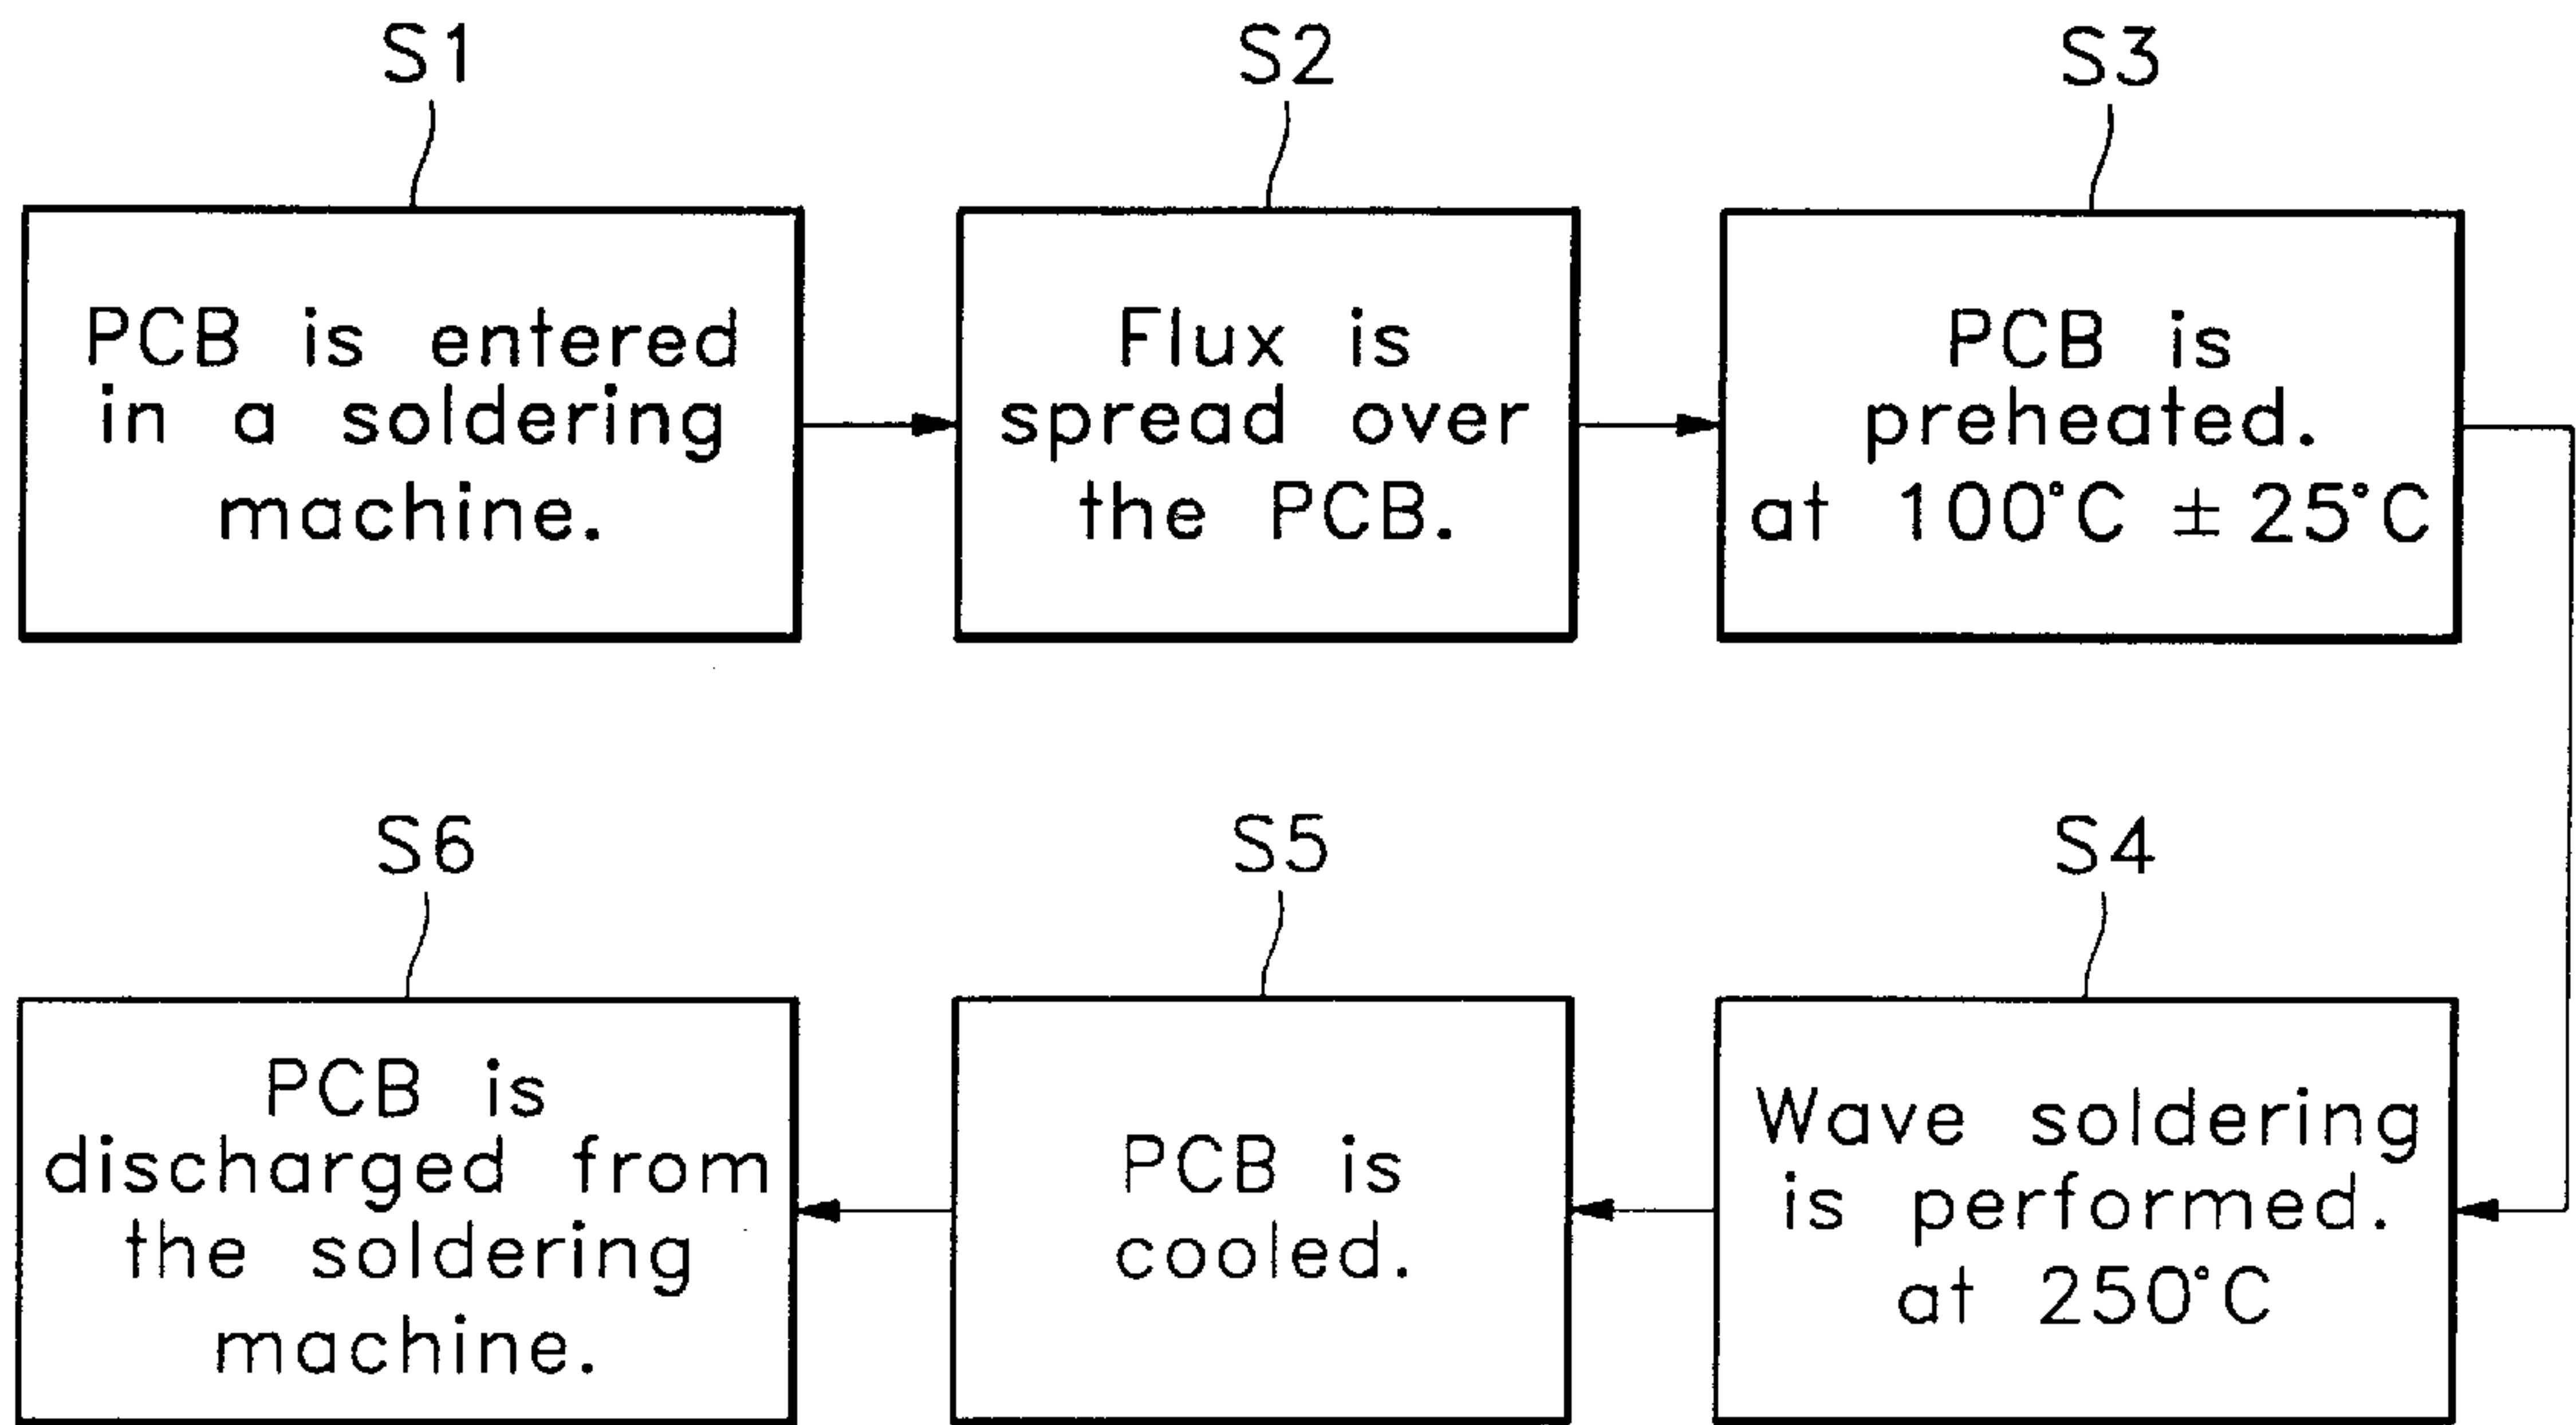 S1
PCB is entered
in a soldering
machine.
S2
Flux is
spread over
the PCB.
S3
PCB is
preheated.
at 100°C ± 25°C
S4
Wave soldering
is performed.
at 250°C
S5
PCB is
cooled.
S6
PCB is
discharged from
the soldering
machine.